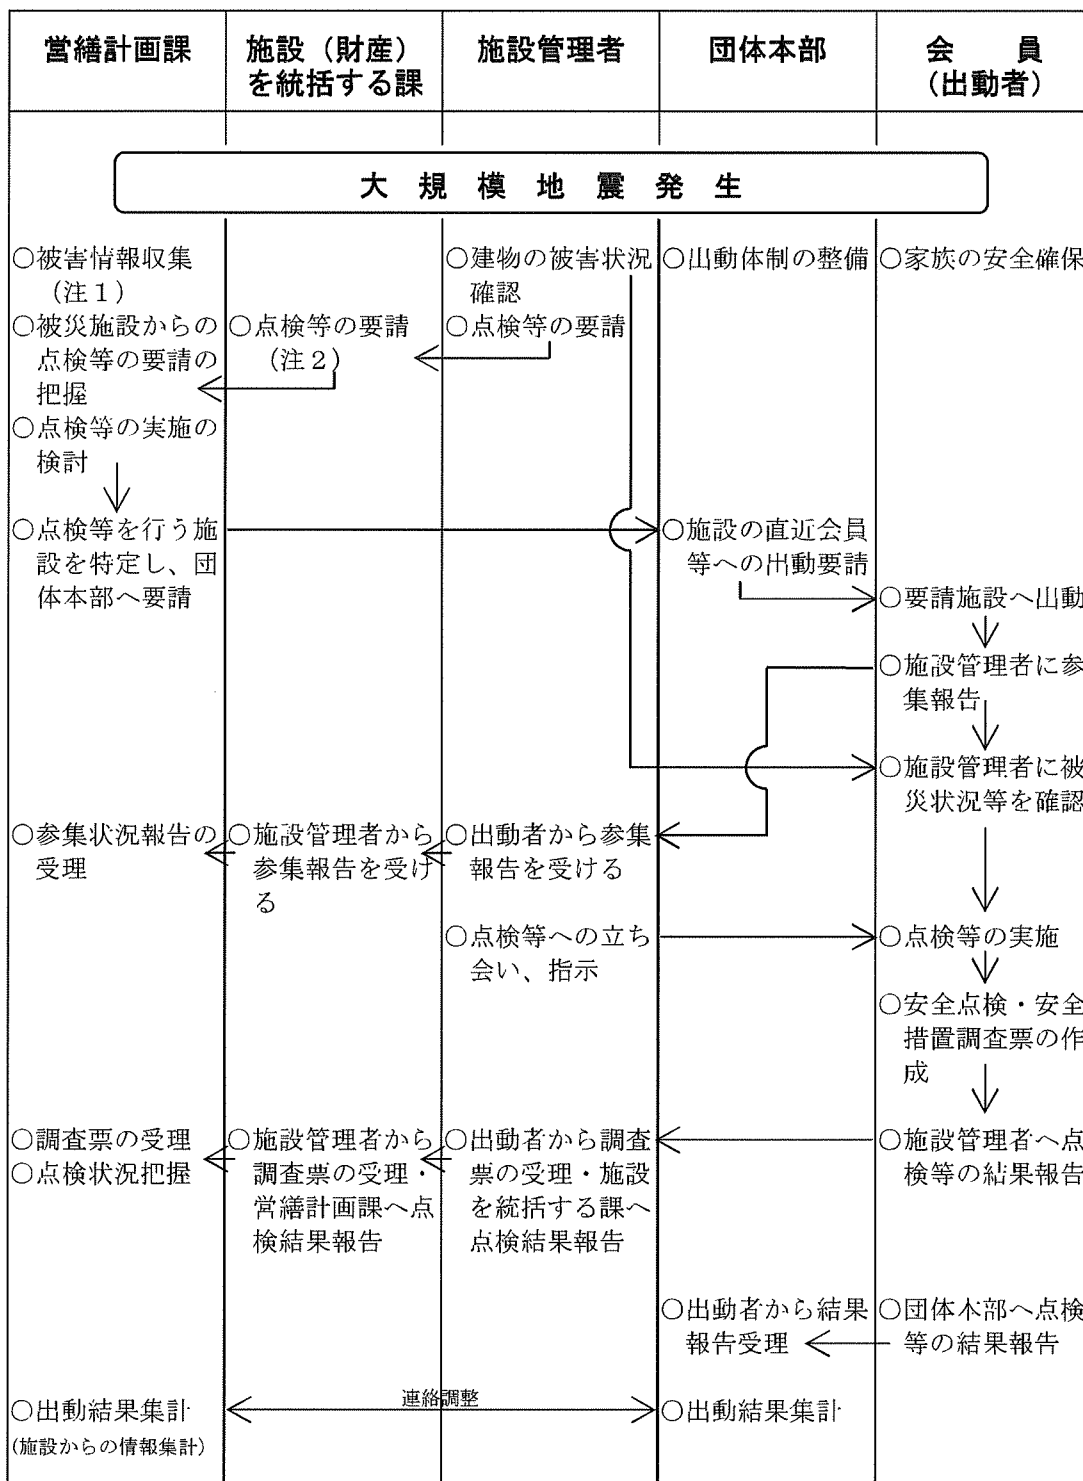 営繕計画課
施設（財産）
を統括する課
施設管理者
団体本部
会　員
（出動者）
大規模地震発生
○被害情報収集
（注１）
○被災施設からの
点検等の要請の
把握
○点検等の実施の
検討
○点検等を行う施
設を特定し、団
体本部へ要請
○点検等の要請
（注２）
○建物の被害状況
確認
○点検等の要請
○出動体制の整備
○家族の安全確保
○施設の直近会員
等への出動要請
○要請施設へ出動
○施設管理者に参
集報告
○施設管理者に被
災状況等を確認
○参集状況報告の
受理
○施設管理者から
参集報告を受け
る
○出動者から参集
報告を受ける
○点検等への立ち
会い、指示
○点検等の実施
○安全点検・安全
措置調査票の作
成
○調査票の受理
○点検状況把握
○施設管理者から
調査票の受理・
営繕計画課へ点
検結果報告
○出動者から調査
票の受理・施設
を統括する課へ
点検結果報告
○施設管理者へ点
検等の結果報告
○出動者から結果
報告受理
○団体本部へ点検
等の結果報告
○出動結果集計
（施設からの情報集計）
連絡調整
○出動結果集計